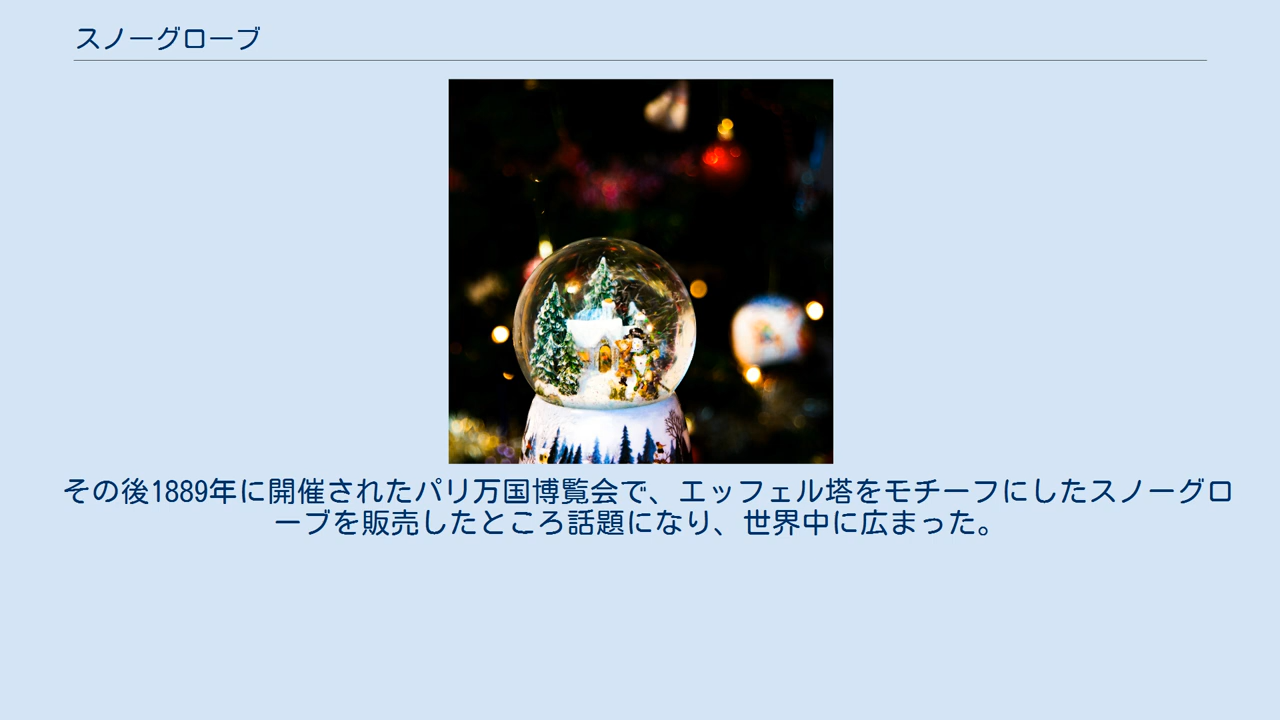 スノーグローブ
その後1889年に開催されたパリ万国博覧会で、エッフェル塔をモチーフにしたスノーグロ
ーブを販売したところ話題になり、世界中に広まった。